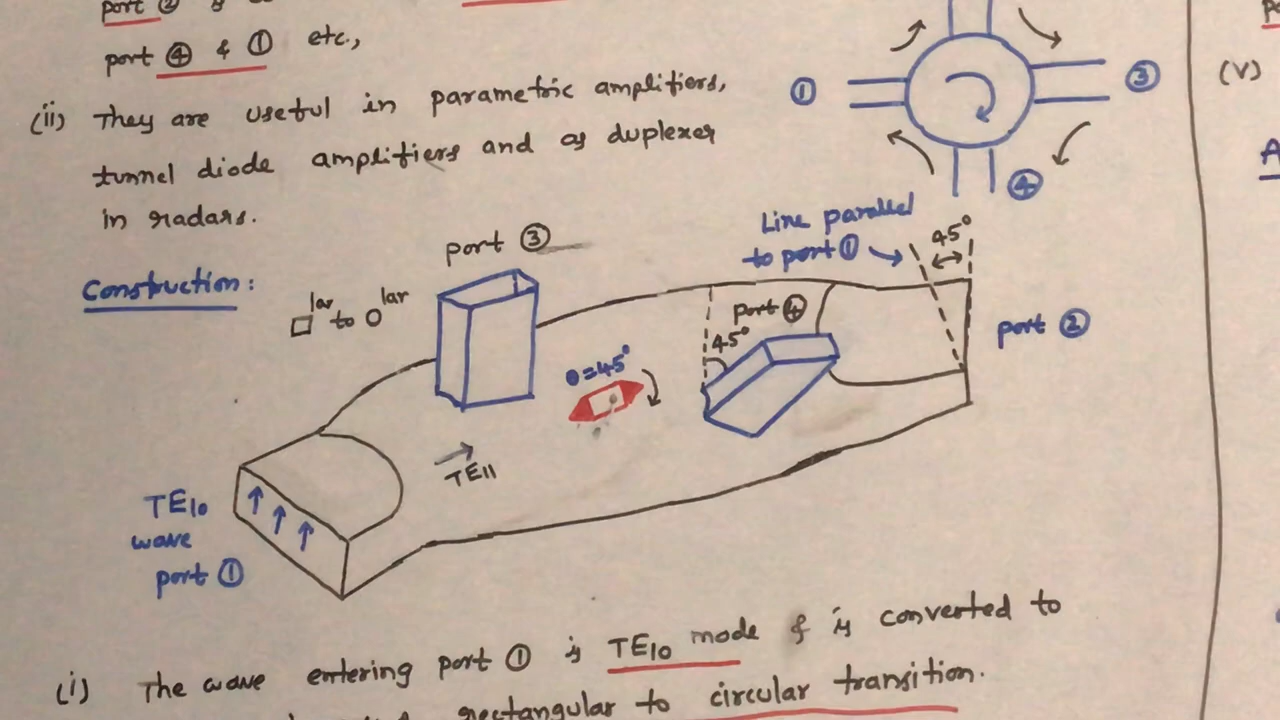 port ②
port ④ & ① etc.,
(ii) They are useful in parametric amplifiers,
tunnel diode amplifiers and as duplexer
in radars.
①
③
④
(v)
Construction:
□lar to Olar
port ③
Line parallel
to port ①
45°
port ④
45°
port ②
θ=45°
TE11
TE10
wave
port ①
(i) The wave entering port ① is TE10 mode & is converted to
rectangular to circular transition.